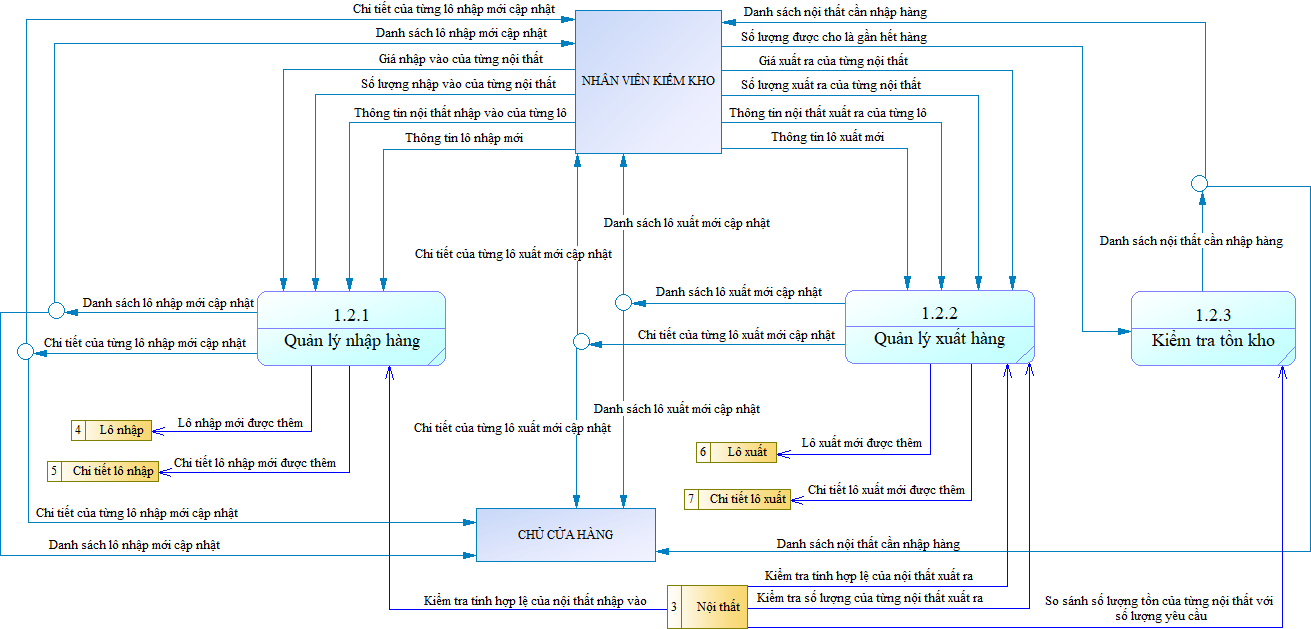 Chi tiết của từng lô nhập mới cập nhật
Danh sách nội thất cần nhập hàng
Danh sách lô nhập mới cập nhật
Số lượng được cho là gần hết hàng
Giá nhập vào của từng nội thất
Giá xuất ra của từng nội thất
NHÂN VIÊN KIỂM KHO
Số lượng nhập vào của từng nội thất
Số lượng xuất ra của từng nội thất
Thông tin nội thất nhập vào của từng lô
Thông tin nội thất xuất ra của từng lô
Thông tin lô nhập mới
Thông tin lô xuất mới
Danh sách lô xuất mới cập nhật
Danh sách nội thất cần nhập hàng
Chi tiết của từng lô xuất mới cập nhật
Danh sách lô xuất mới cập nhật
Danh sách lô nhập mới cập nhật
1.2.1
Quản lý nhập hàng
1.2.2
Quản lý xuất hàng
1.2.3
Kiểm tra tồn kho
Chi tiết của từng lô xuất mới cập nhật
Chi tiết của từng lô nhập mới cập nhật
Danh sách lô xuất mới cập nhật
Chi tiết của từng lô xuất mới cập nhật
4 Lô nhập
Lô nhập mới được thêm
5 Chi tiết lô nhập
Chi tiết lô nhập mới được thêm
6 Lô xuất
Lô xuất mới được thêm
7 Chi tiết lô xuất
Chi tiết lô xuất mới được thêm
Chi tiết của từng lô nhập mới cập nhật
CHỦ CỬA HÀNG
Danh sách lô nhập mới cập nhật
Danh sách nội thất cần nhập hàng
Kiểm tra tính hợp lệ của nội thất xuất ra
Kiểm tra số lượng của từng nội thất xuất ra
Kiểm tra tính hợp lệ của nội thất nhập vào
3 Nội thất
So sánh số lượng tồn của từng nội thất với
số lượng yêu cầu